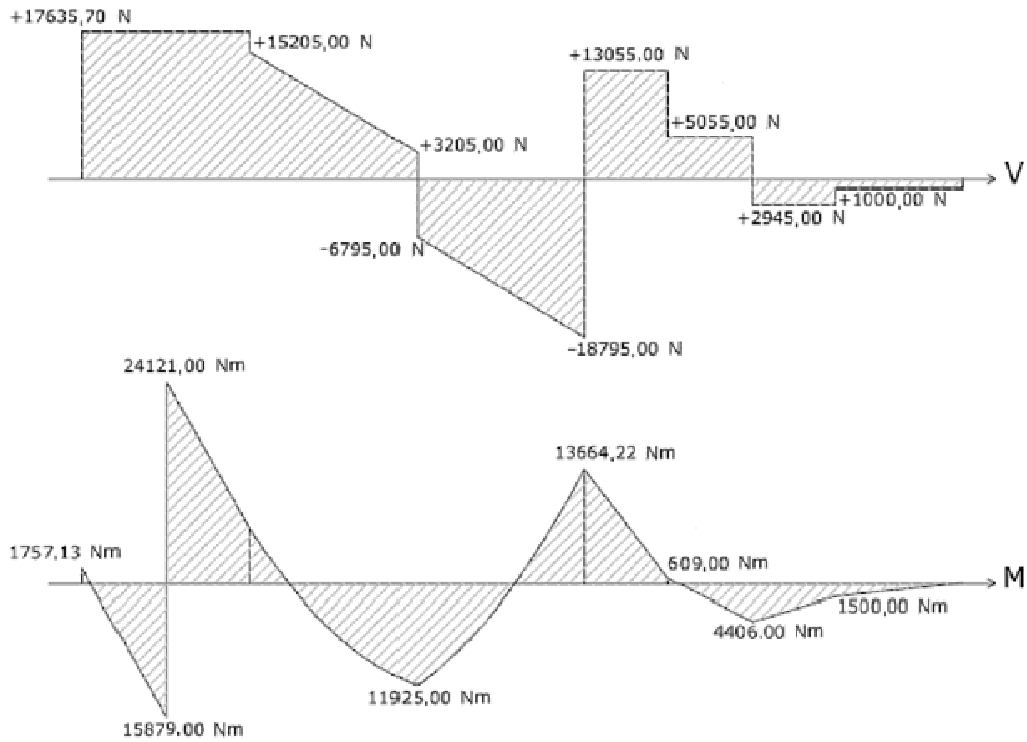 +17635,70 N
+15205,00 N
+13055,00 N
+5055,00 N
+3205,00 N
V
+1000,00 N
+2945,00 N
-6795,00 N
-18795,00 N
24121,00 Nm
13664,22 Nm
1757,13 Nm
609,00 Nm
M
1500,00 Nm
4406.00 Nm
11925,00 Nm
15879.00 Nm